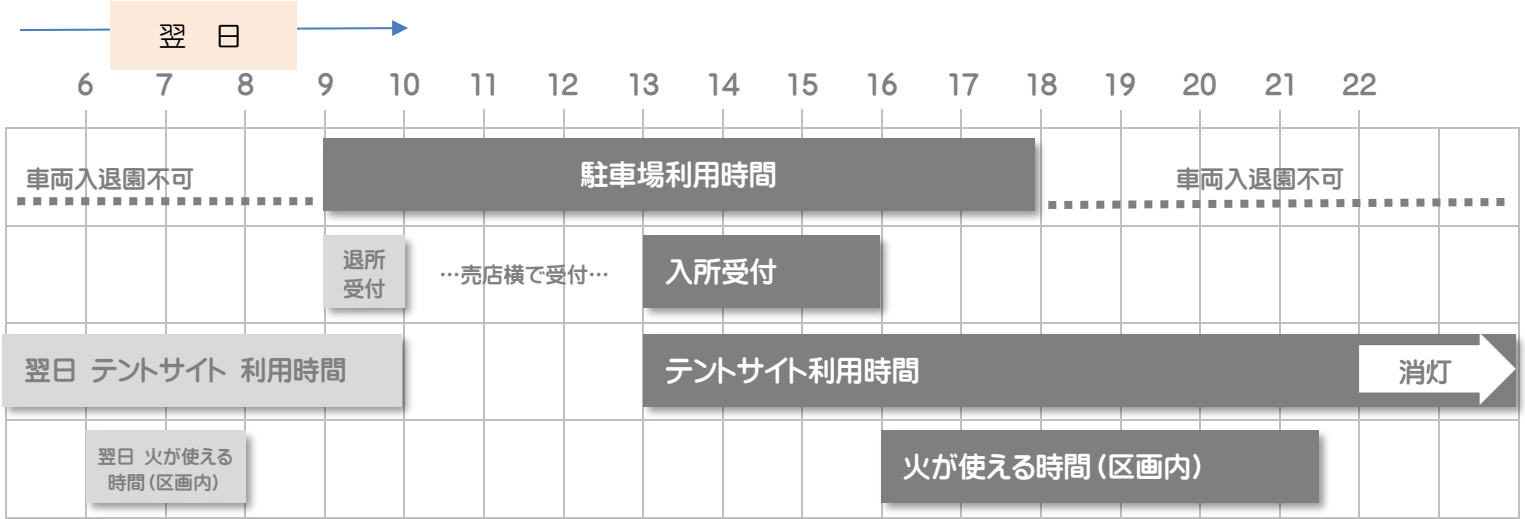 翌　日
6 7 8 9 10 11 12 13 14 15 16 17 18 19 20 21 22
車両入退園不可
駐車場利用時間
車両入退園不可
退所
受付
…売店横で受付…
入所受付
翌日 テントサイト 利用時間
テントサイト利用時間
消灯
翌日 火が使える
時間（区画内）
火が使える時間（区画内）